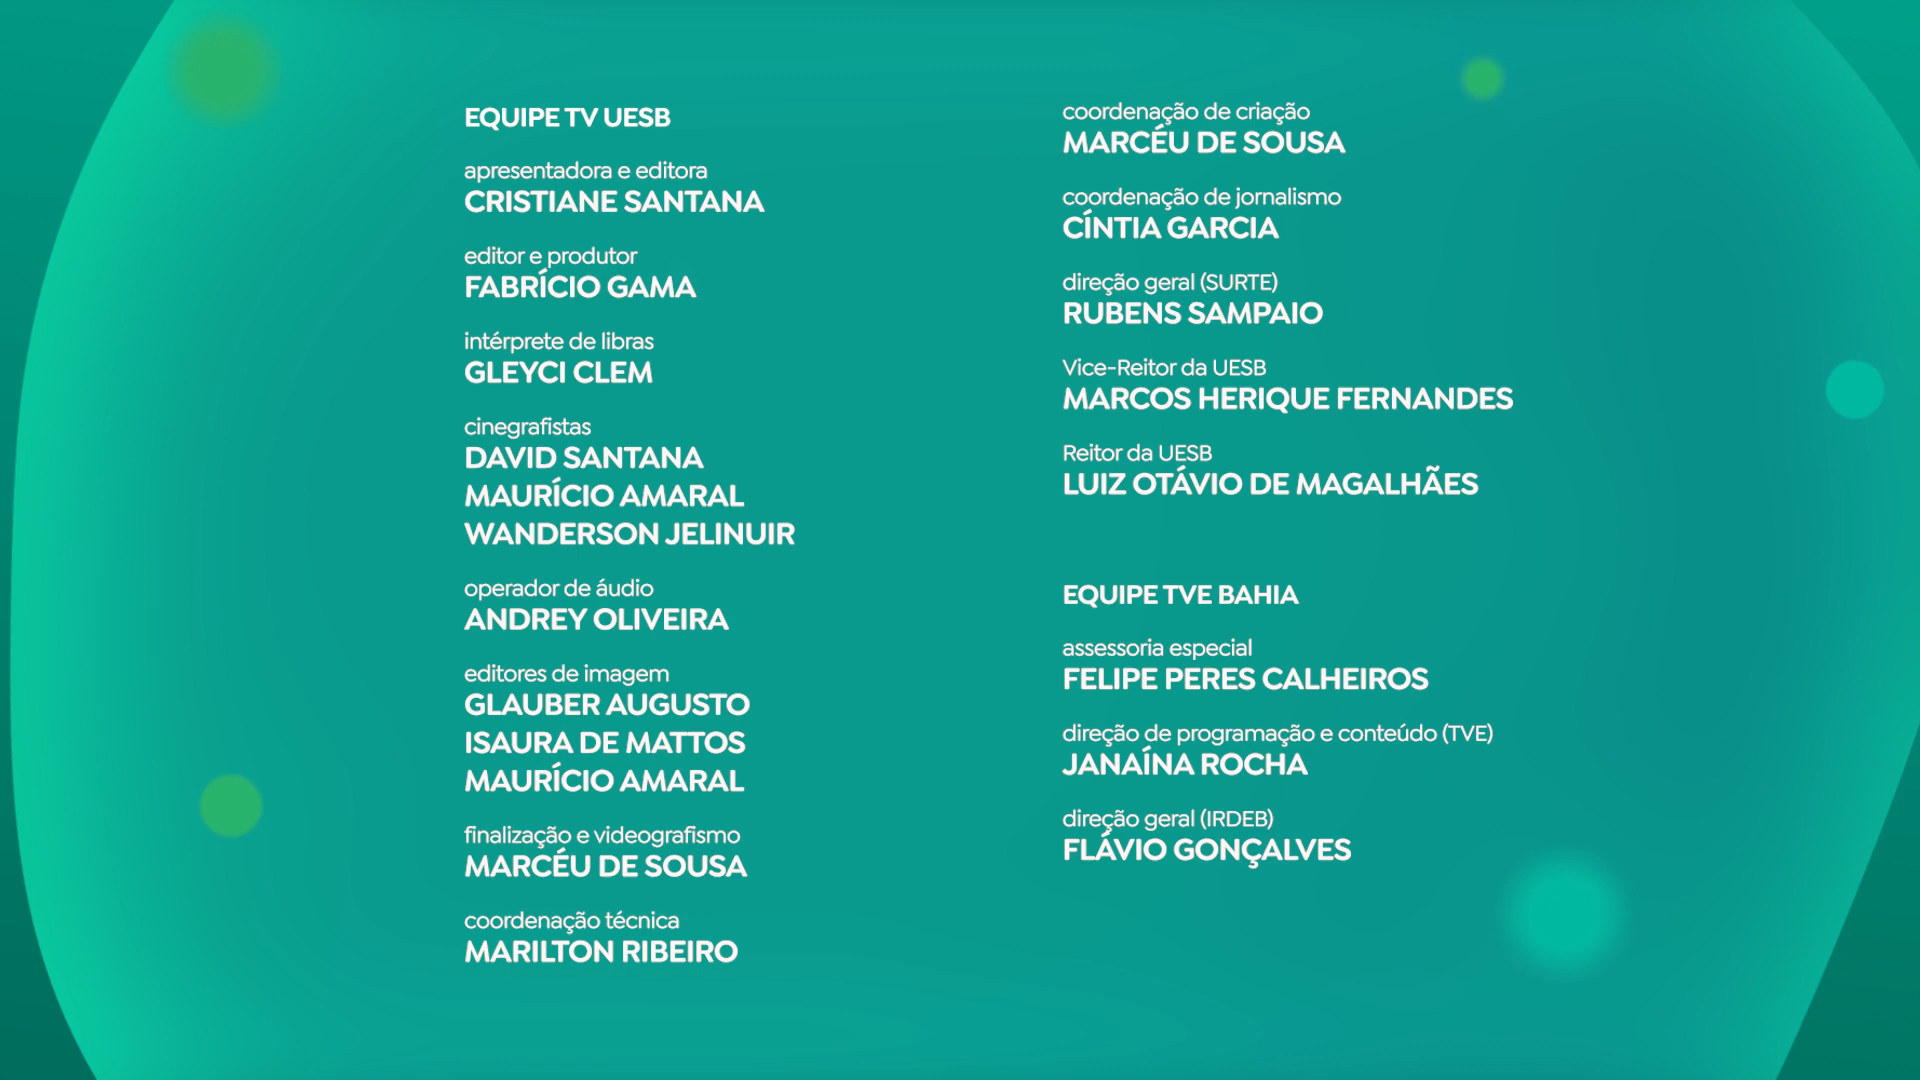 EQUIPE TV UESB
apresentadora e editora
CRISTIANE SANTANA
editor e produtor
FABRÍCIO GAMA
intérprete de libras
GLEYCI CLEM
cinegrafistas
DAVID SANTANA
MAURÍCIO AMARAL
WANDERSON JELINUIR
operador de áudio
ANDREY OLIVEIRA
editores de imagem
GLAUBER AUGUSTO
ISAURA DE MATTOS
MAURÍCIO AMARAL
finalização e videografismo
MARCÉU DE SOUSA
coordenação técnica
MARILTON RIBEIRO
coordenação de criação
MARCÉU DE SOUSA
coordenação de jornalismo
CÍNTIA GARCIA
direção geral (SURTE)
RUBENS SAMPAIO
Vice-Reitor da UESB
MARCOS HERIQUE FERNANDES
Reitor da UESB
LUIZ OTÁVIO DE MAGALHÃES
EQUIPE TVE BAHIA
assessoria especial
FELIPE PERES CALHEIROS
direção de programação e conteúdo (TVE)
JANAÍNA ROCHA
direção geral (IRDEB)
FLÁVIO GONÇALVES